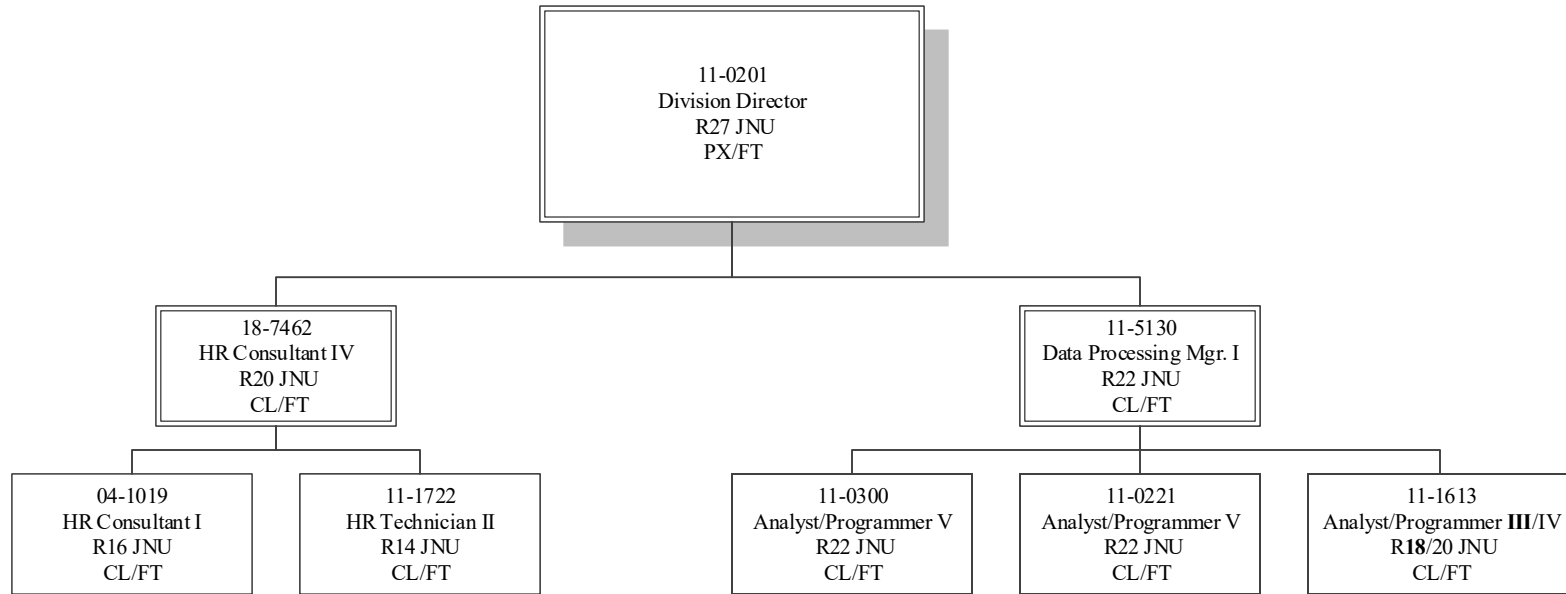 11-0201
Division Director
R27 JNU
PX/FT
18-7462
HR Consultant IV
R20 JNU
CL/FT
11-5130
Data Processing Mgr. I
R22 JNU
CL/FT
04-1019
HR Consultant I
R16 JNU
CL/FT
11-1722
HR Technician II
R14 JNU
CL/FT
11-0300
Analyst/Programmer V
R22 JNU
CL/FT
11-0221
Analyst/Programmer V
R22 JNU
CL/FT
11-1613
Analyst/Programmer III/IV
R18/20 JNU
CL/FT